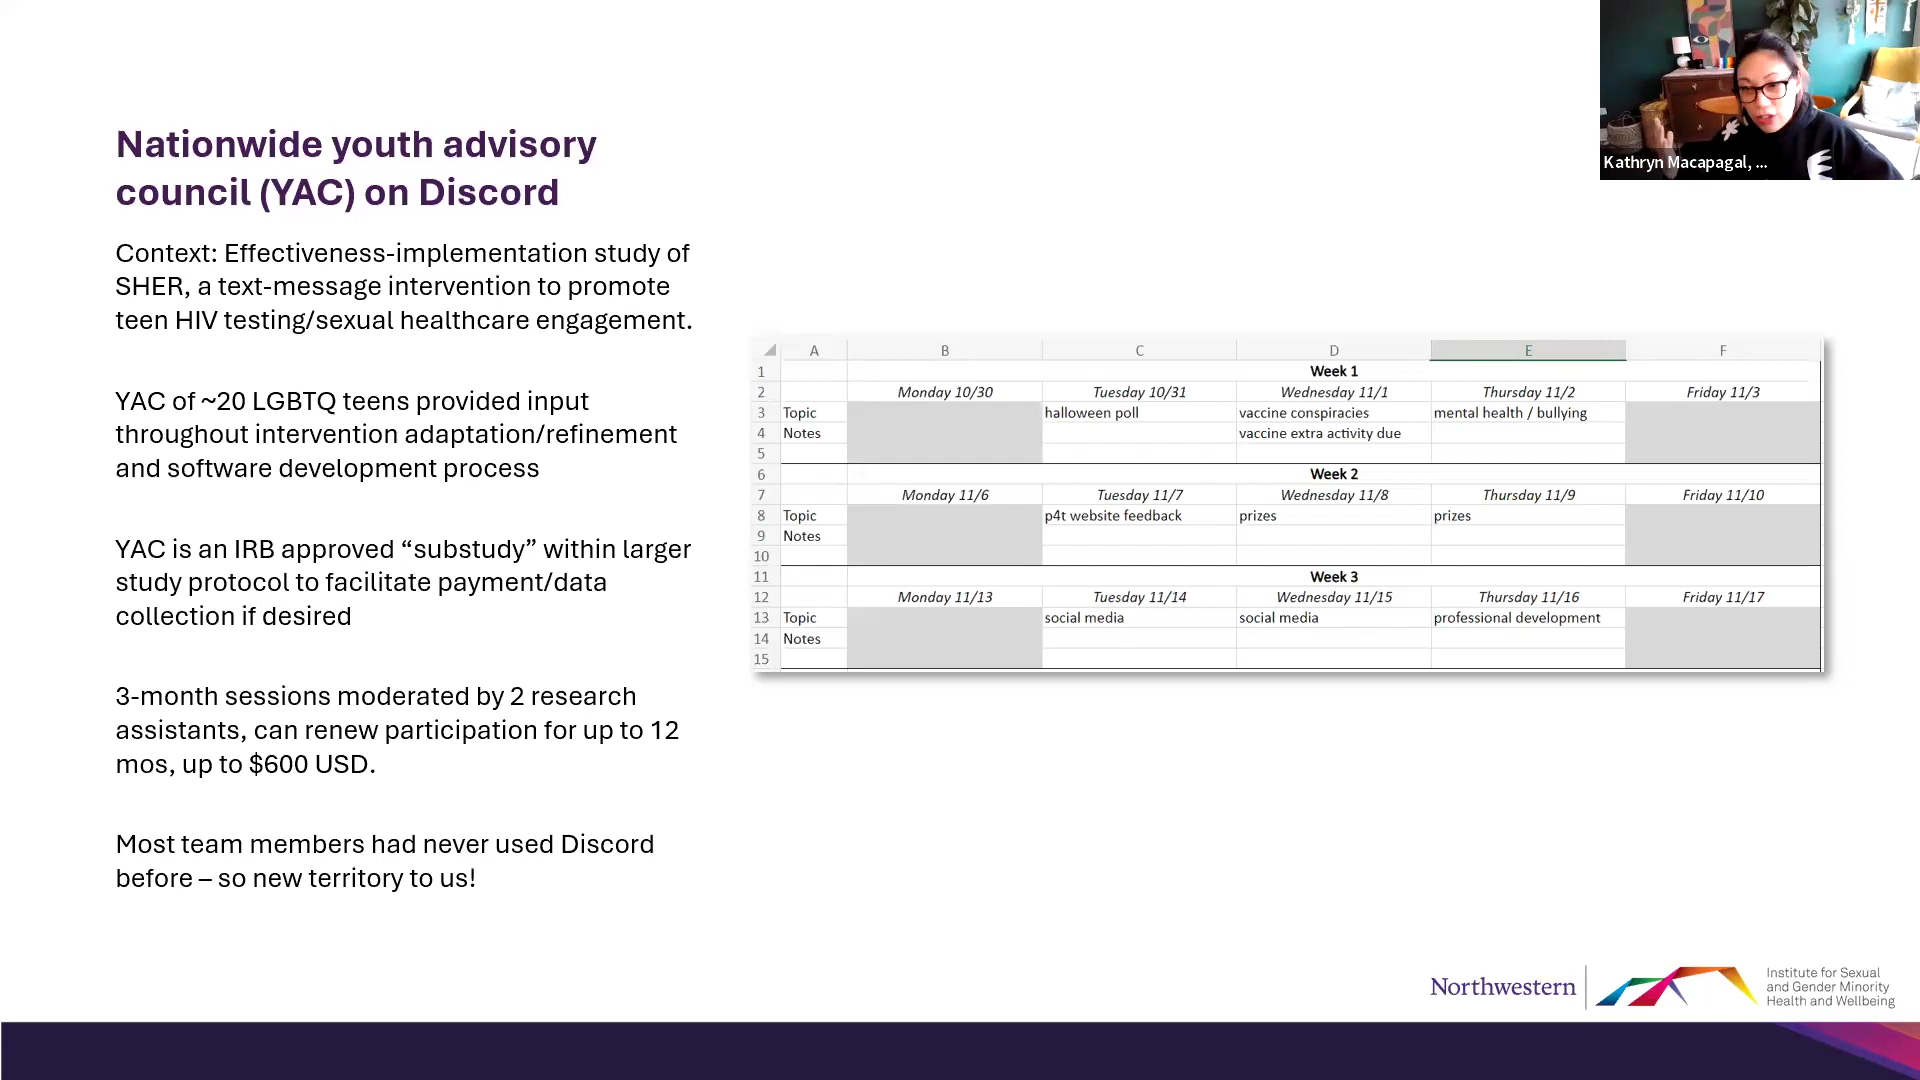 Nationwide youth advisory
council (YAC) on Discord
Context: Effectiveness-implementation study of
SHER, a text-message intervention to promote
teen HIV testing/sexual healthcare engagement.
YAC of ~20 LGBTQ teens provided input
throughout intervention adaptation/refinement
and software development process
YAC is an IRB approved “substudy” within larger
study protocol to facilitate payment/data
collection if desired
3-month sessions moderated by 2 research
assistants, can renew participation for up to 12
mos, up to $600 USD.
Most team members had never used Discord
before – so new territory to us!
Kathryn Macapagal, ...
A B C D E F
1 Week 1
2 Monday 10/30 Tuesday 10/31 Wednesday 11/1 Thursday 11/2 Friday 11/3
3 Topic halloween poll vaccine conspiracies mental health / bullying
4 Notes vaccine extra activity due
5
6 Week 2
7 Monday 11/6 Tuesday 11/7 Wednesday 11/8 Thursday 11/9 Friday 11/10
8 Topic p4t website feedback prizes prizes
9 Notes
10
11 Week 3
12 Monday 11/13 Tuesday 11/14 Wednesday 11/15 Thursday 11/16 Friday 11/17
13 Topic social media social media professional development
14 Notes
15
Northwestern
Institute for Sexual
and Gender Minority
Health and Wellbeing